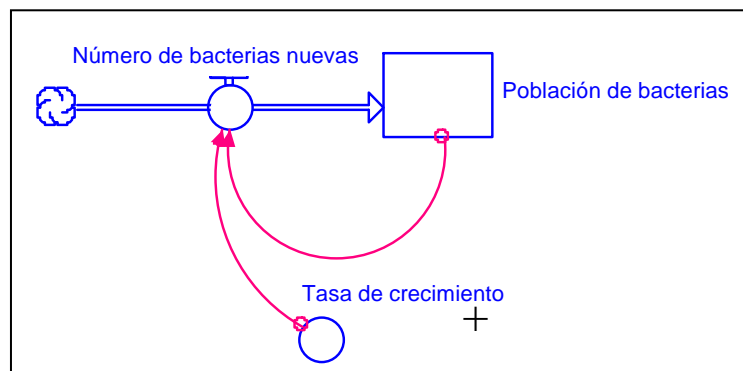 Número de bacterias nuevas
Población de bacterias
Tasa de crecimiento